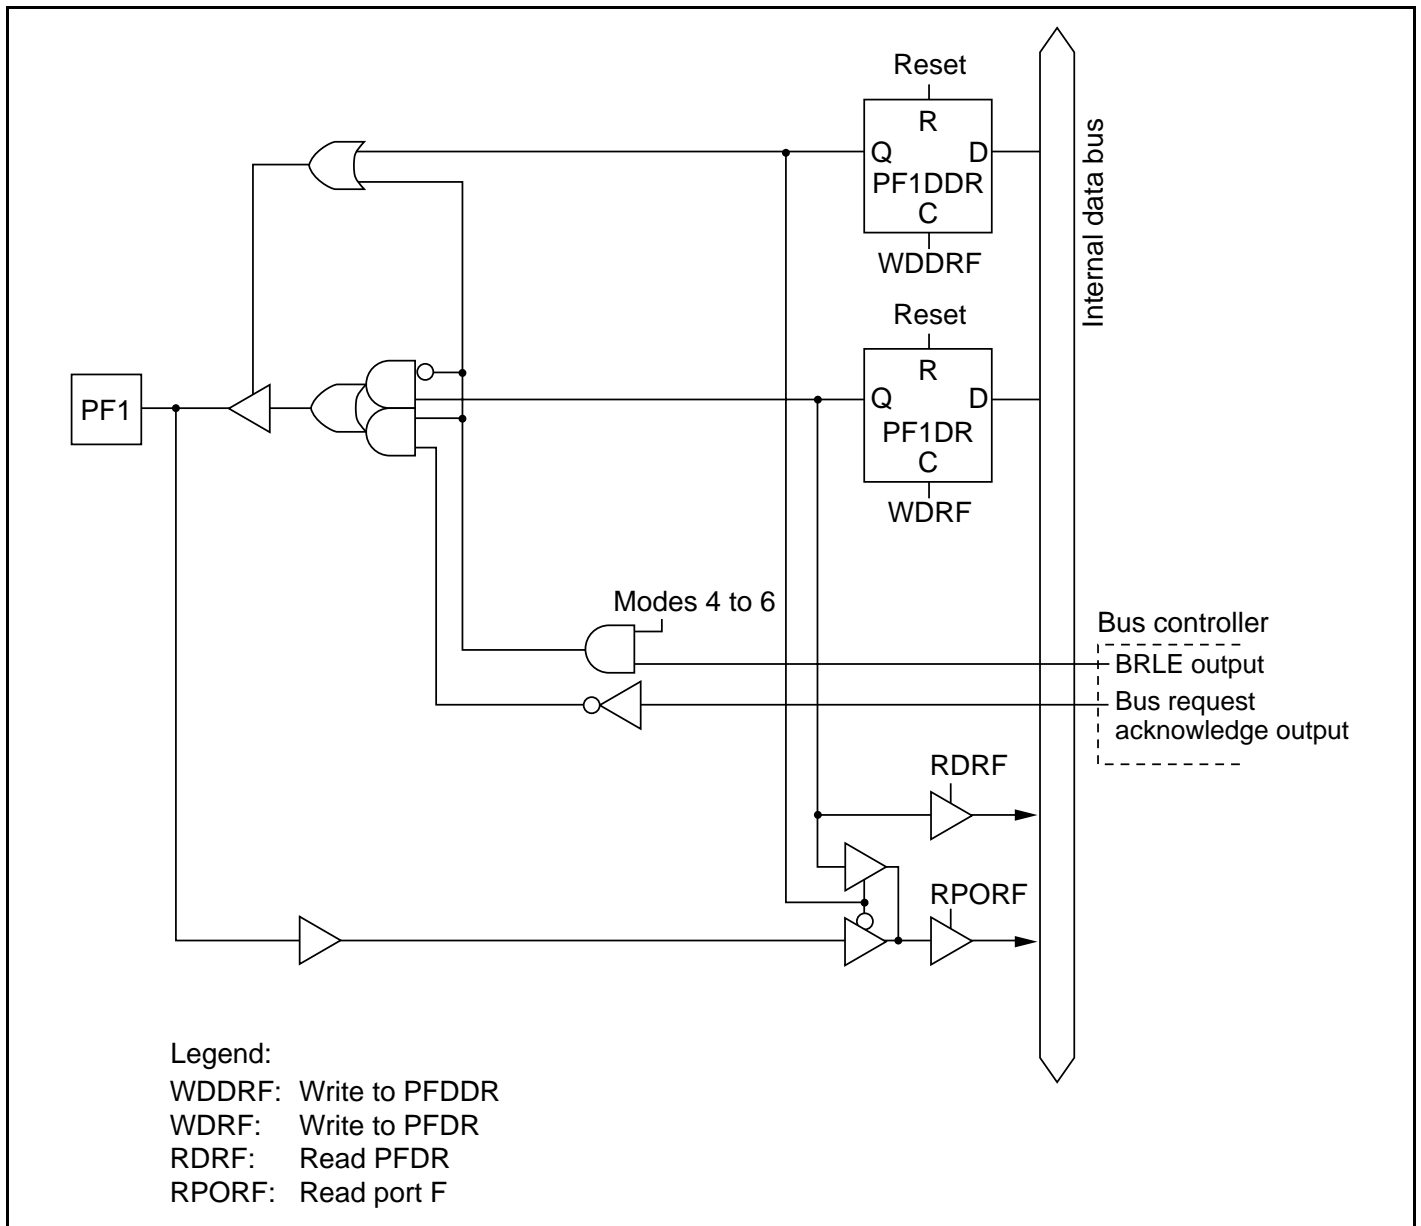 Reset
R
Q D
PF1DDR
C
WDDRF
Internal data bus
Reset
R
PF1
Q D
PF1DR
C
WDRF
Modes 4 to 6
Bus controller
BRLE output
Bus request
acknowledge output
RDRF
RPORF
Legend:
WDDRF: Write to PFDDR
WDRF: Write to PFDR
RDRF: Read PFDR
RPORF: Read port F